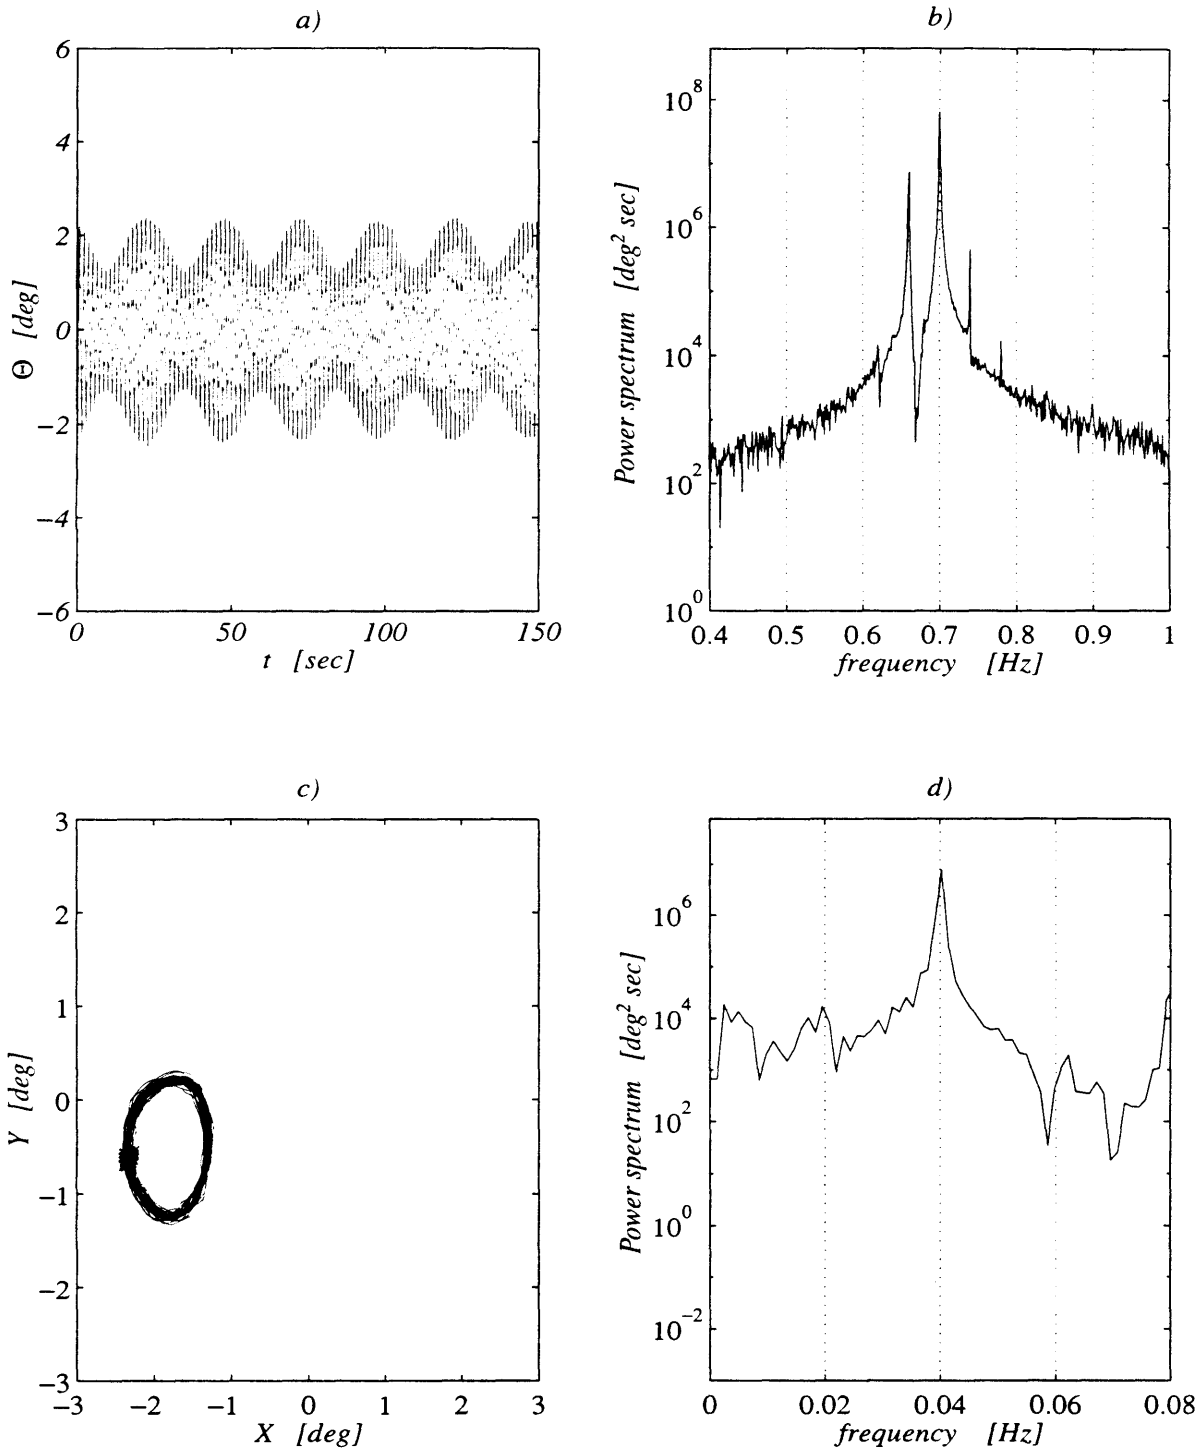 a)
6
4
2
0
−2
−4
−6
Θ [deg]
0 50 100 150
t [sec]
b)
10^8
10^6
10^4
10^2
10^0
Power spectrum [deg^2 sec]
0.4 0.5 0.6 0.7 0.8 0.9 1
frequency [Hz]
c)
3
2
1
0
−1
−2
−3
Y [deg]
−3 −2 −1 0 1 2 3
X [deg]
d)
10^6
10^4
10^2
10^0
10^−2
Power spectrum [deg^2 sec]
0 0.02 0.04 0.06 0.08
frequency [Hz]